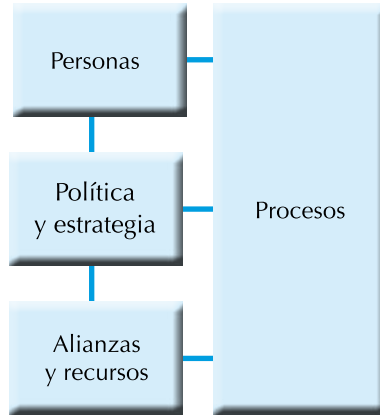 Personas
Política
y estrategia
Procesos
Alianzas
y recursos